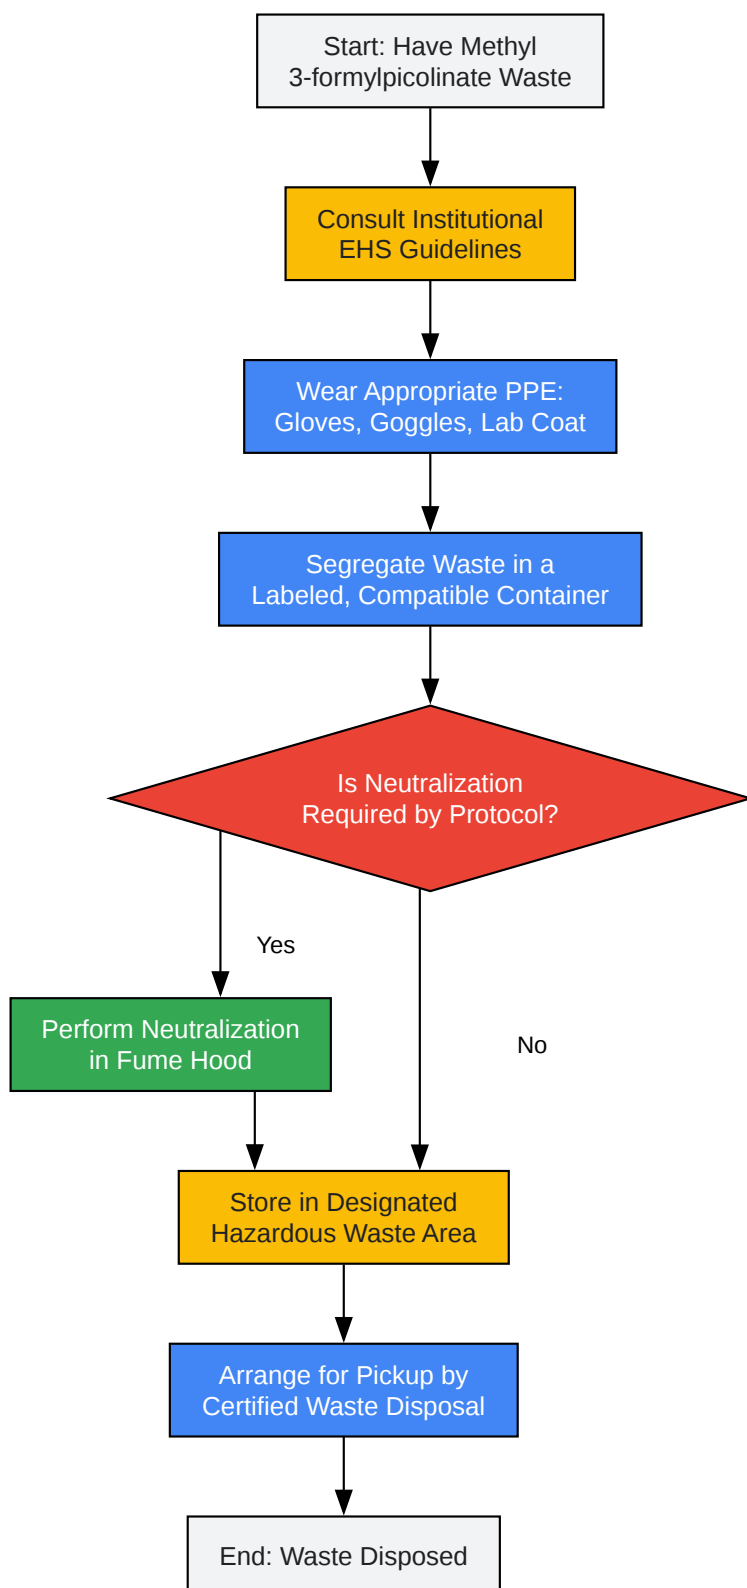 Start: Have Methyl
3-formylpicolinate Waste
Consult Institutional
EHS Guidelines
Wear Appropriate PPE:
Gloves, Goggles, Lab Coat
Segregate Waste in a
Labeled, Compatible Container
Is Neutralization
Required by Protocol?
Yes
Perform Neutralization
in Fume Hood
No
Store in Designated
Hazardous Waste Area
Arrange for Pickup by
Certified Waste Disposal
End: Waste Disposed